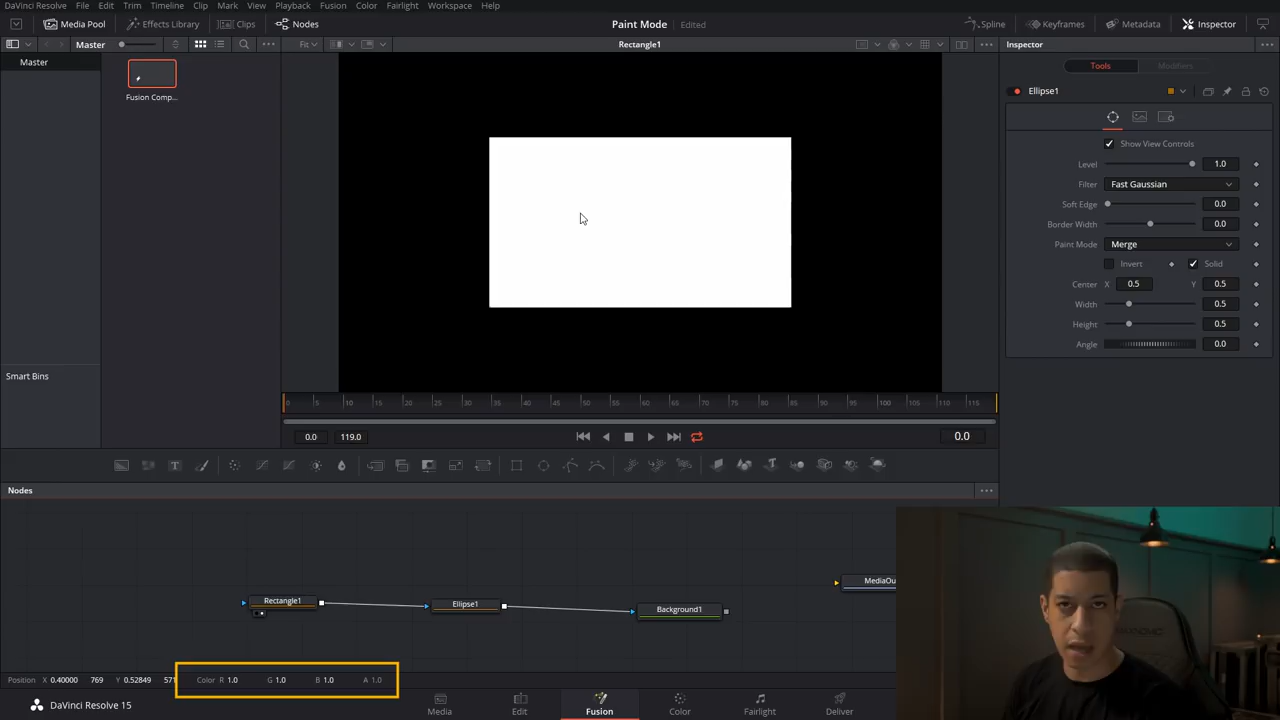 DaVinci Resolve File Edit Trim Timeline Clip Mark View Playback Fusion Color Fairlight Workspace Help
Media Pool Effects Library Clips Nodes Paint Mode Edited Spline Keyframes Metadata Inspector
Master Fit Rectangle1 Inspector
Master
Tools Modifiers
Fusion Comp...
Ellipse1
Show View Controls
Level 1.0
Filter Fast Gaussian
Soft Edge 0.0
Border Width 0.0
Paint Mode Merge
Invert Solid
Center X 0.5 Y 0.5
Width 0.5
Height 0.5
Angle 0.0
Smart Bins
0 5 10 15 20 25 30 35 40 45 50 55 60 65 70 75 80 85 90 95 100 105 110 115
0.0 119.0 0.0
Nodes
MediaOu
Rectangle1 Ellipse1 Background1
Position X 0.40000 769 Y 0.52849 571 Color R 1.0 G 1.0 B 1.0 A 1.0
DaVinci Resolve 15 Media Edit Fusion Color Fairlight Deliver